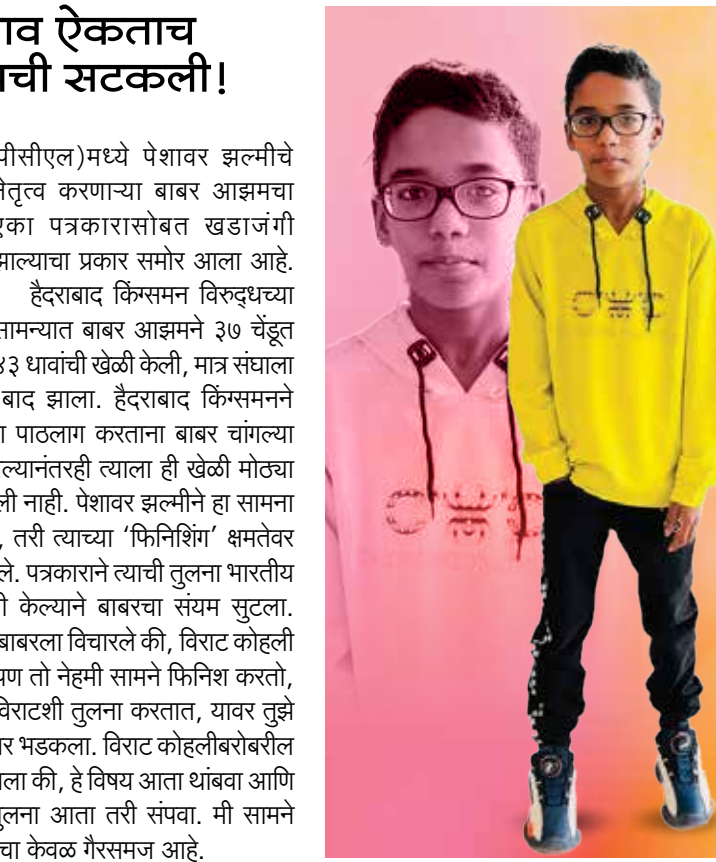 ऐकताच
सटकली!
पेशावर झल्मीचे
करणाऱ्या बाबर आझमचा
एका पत्रकारासोबत खडाजंगी
झाल्याचा प्रकार समोर आला आहे.
हैदराबाद किंग्समन विरुद्धच्या
सामन्यात बाबर आझमने ३७ चेंडूत
४३ धावांची खेळी केली, मात्र संघाला
बाद झाला. हैदराबाद किंग्समनने
पाठलाग करताना बाबर चांगल्या
त्याला ही खेळी मोठ्या
नाही. पेशावर झल्मीने हा सामना
तरी त्याच्या ‘फिनिशिंग’ क्षमतेवर
पत्रकाराने त्याची तुलना भारतीय
केल्याने बाबरचा संयम सुटला.
बाबरला विचारले की, विराट कोहली
पण तो नेहमी सामने फिनिश करतो,
विराटशी तुलना करतात, यावर तुझे
भडकला. विराट कोहलीबरोबरील
की, हे विषय आता थांबवा आणि
तुलना आता तरी संपवा. मी सामने
केवळ गैरसमज आहे.